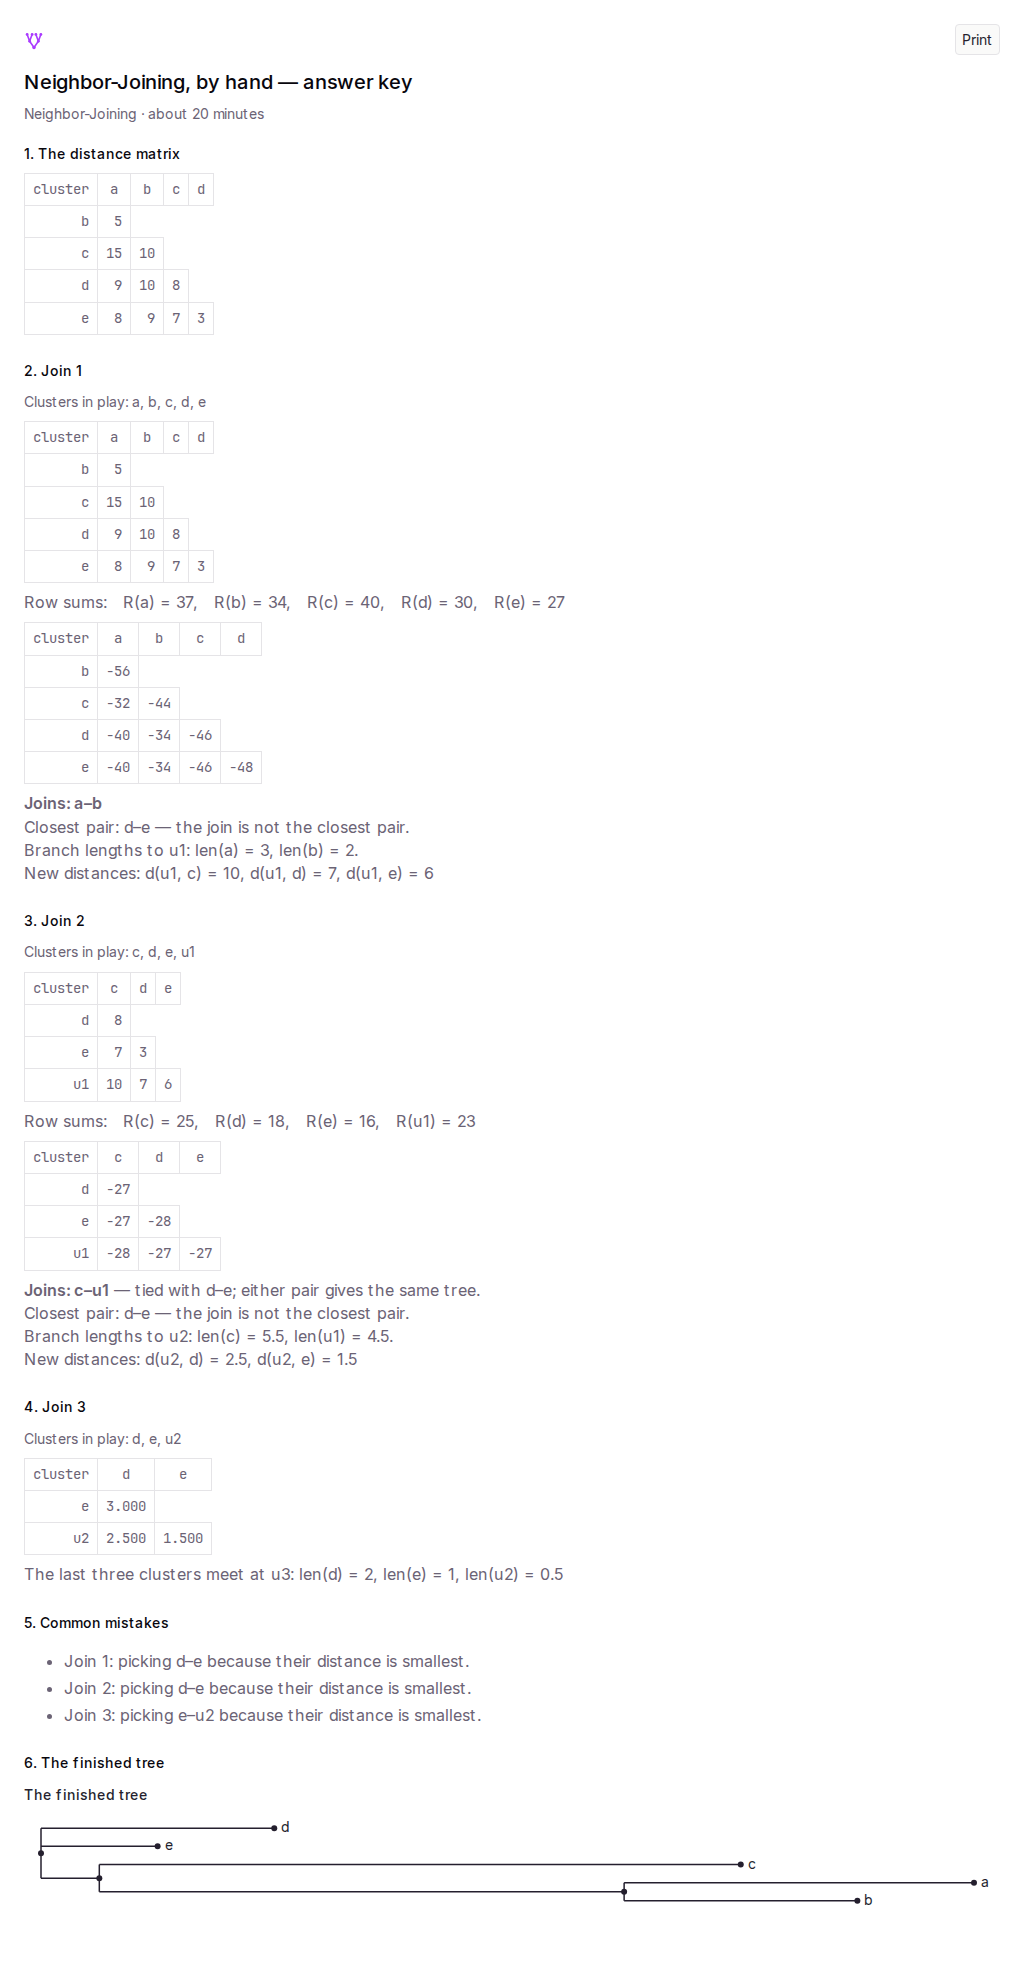 Print
Neighbor-Joining, by hand — answer key
Neighbor-Joining · about 20 minutes
1. The distance matrix
cluster a b c d
b 5
c 15 10
d 9 10 8
e 8 9 7 3
2. Join 1
Clusters in play: a, b, c, d, e
cluster a b c d
b 5
c 15 10
d 9 10 8
e 8 9 7 3
Row sums: R(a) = 37, R(b) = 34, R(c) = 40, R(d) = 30, R(e) = 27
cluster a b c d
b -56
c -32 -44
d -40 -34 -46
e -40 -34 -46 -48
Joins: a–b
Closest pair: d–e — the join is not the closest pair.
Branch lengths to u1: len(a) = 3, len(b) = 2.
New distances: d(u1, c) = 10, d(u1, d) = 7, d(u1, e) = 6
3. Join 2
Clusters in play: c, d, e, u1
cluster c d e
d 8
e 7 3
u1 10 7 6
Row sums: R(c) = 25, R(d) = 18, R(e) = 16, R(u1) = 23
cluster c d e
d -27
e -27 -28
u1 -28 -27 -27
Joins: c–u1 — tied with d–e; either pair gives the same tree.
Closest pair: d–e — the join is not the closest pair.
Branch lengths to u2: len(c) = 5.5, len(u1) = 4.5.
New distances: d(u2, d) = 2.5, d(u2, e) = 1.5
4. Join 3
Clusters in play: d, e, u2
cluster d e
e 3.000
u2 2.500 1.500
The last three clusters meet at u3: len(d) = 2, len(e) = 1, len(u2) = 0.5
5. Common mistakes
• Join 1: picking d–e because their distance is smallest.
• Join 2: picking d–e because their distance is smallest.
• Join 3: picking e–u2 because their distance is smallest.
6. The finished tree
The finished tree
d
e
c
a
b